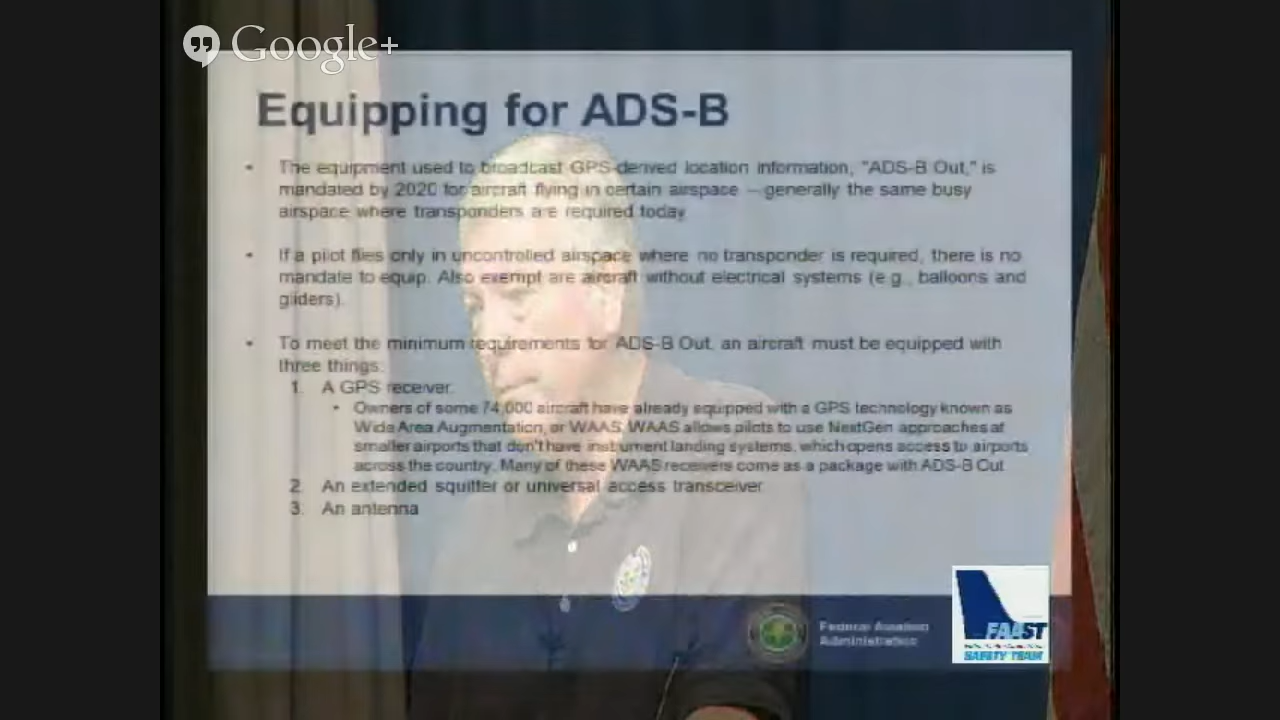 Google+
Equipping for ADS-B
• The equipment used to broadcast GPS-derived location information, "ADS-B Out," is
mandated by 2020 for aircraft flying in certain airspace – generally the same busy
airspace where transponders are required today.
• If a pilot flies only in uncontrolled airspace where no transponder is required, there is no
mandate to equip. Also exempt are aircraft without electrical systems (e.g., balloons and
gliders).
• To meet the minimum requirements for ADS-B Out, an aircraft must be equipped with
three things:
1. A GPS receiver.
• Owners of some 74,000 aircraft have already equipped with a GPS technology known as
Wide Area Augmentation, or WAAS. WAAS allows pilots to use NextGen approaches at
smaller airports that don't have instrument landing systems, which opens access to airports
across the country. Many of these WAAS receivers come as a package with ADS-B Out.
2. An extended squitter or universal access transceiver
3. An antenna
Federal Aviation
Administration
FAAST
SAFETY TEAM